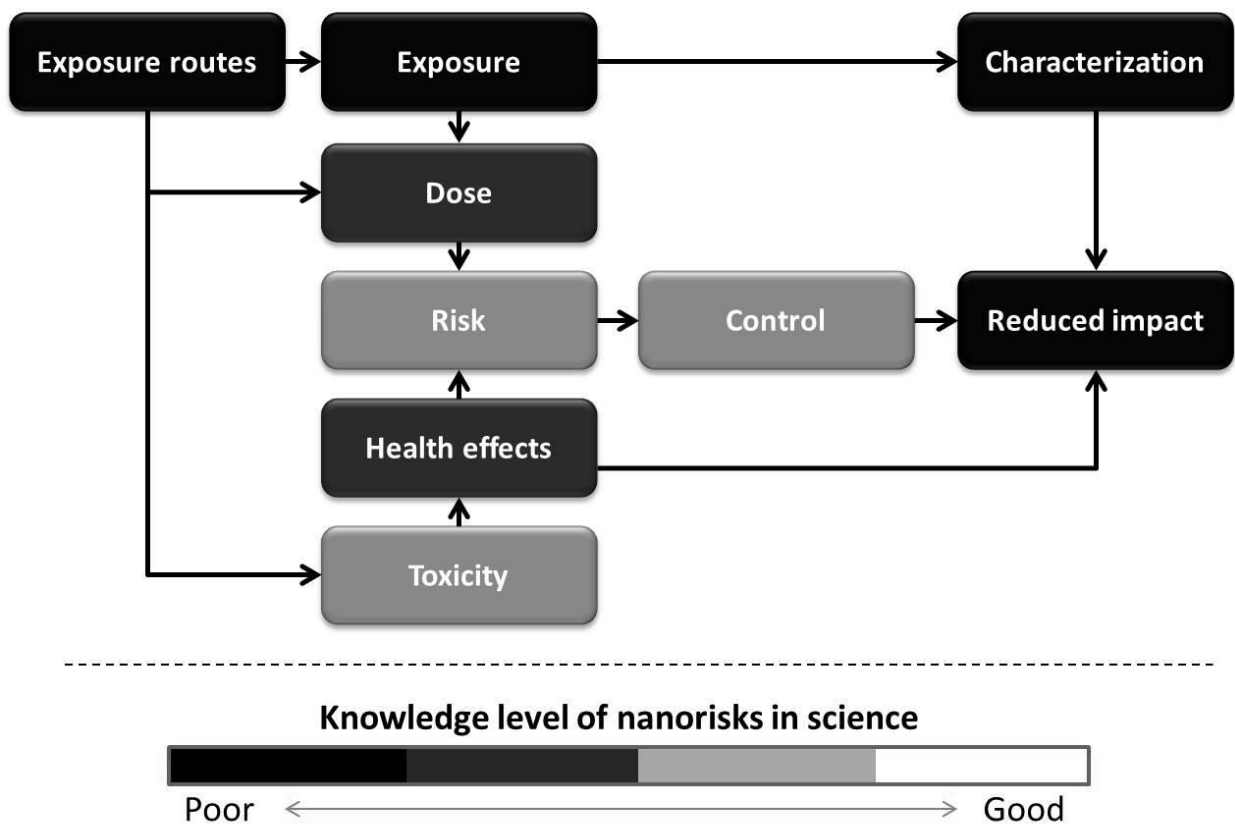 Exposure routes
Exposure
Characterization
Dose
Risk
Control
Reduced impact
Health effects
Toxicity
Knowledge level of nanorisks in science
Poor
Good